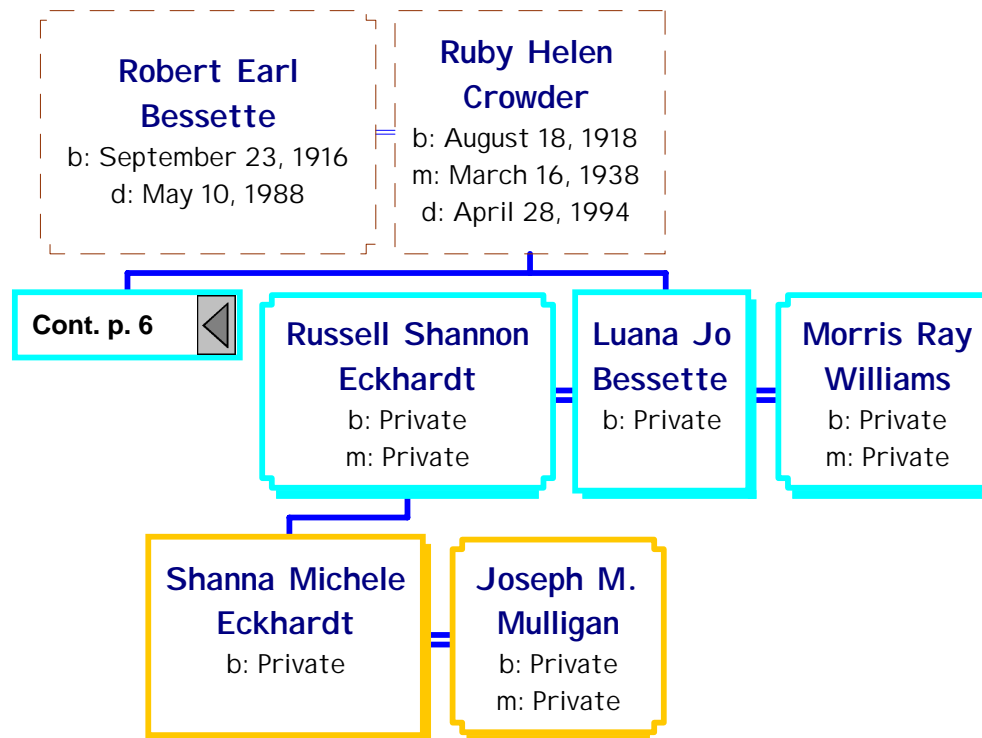 Robert Earl
Bessette
b: September 23, 1916
d: May 10, 1988
Ruby Helen
Crowder
b: August 18, 1918
m: March 16, 1938
d: April 28, 1994
Cont. p. 6
Russell Shannon
Eckhardt
b: Private
m: Private
Luana Jo
Bessette
b: Private
Morris Ray
Williams
b: Private
m: Private
Shanna Michele
Eckhardt
b: Private
Joseph M.
Mulligan
b: Private
m: Private